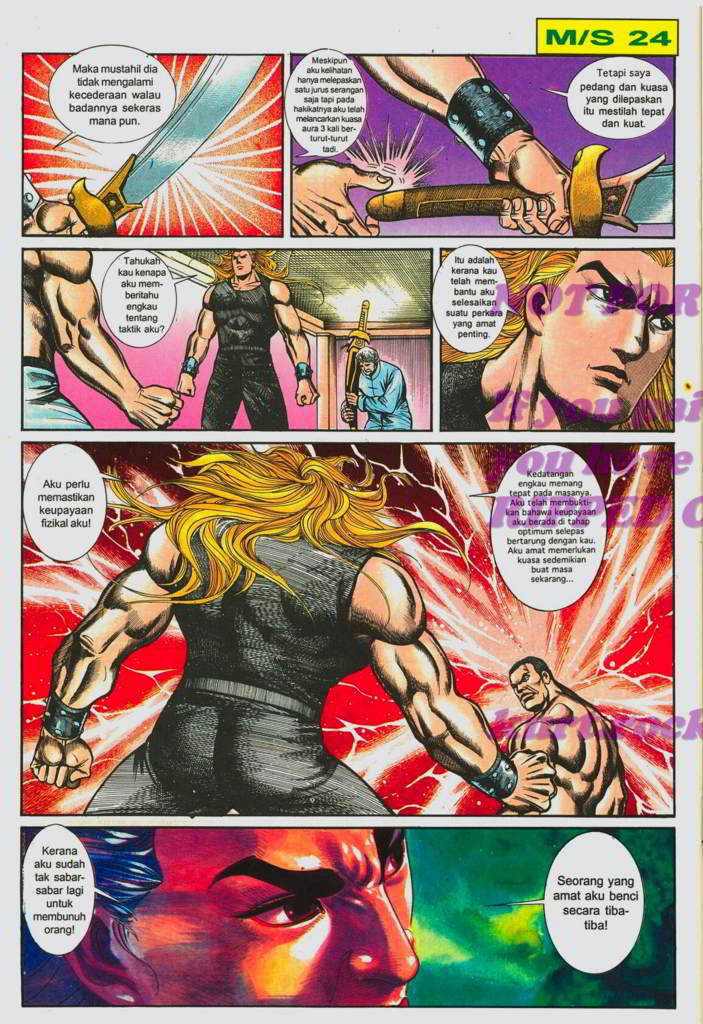 M/S 24
Maka mustahil dia
tidak mengalami
kecederaan walau
badannya sekeras
mana pun.
Meskipun
aku kelihatan
hanya melepaskan
satu jurus serangan
saja tapi pada
hakikatnya aku telah
melancarkan kuasa
aura 3 kali ber-
turut-turut
tadi.
Tetapi saya
pedang dan kuasa
yang dilepaskan
itu mestilah tepat
dan kuat.
Tahukah
kau kenapa
aku mem-
beritahu
engkau
tentang
taktik aku?
Itu adalah
kerana kau
telah mem-
bantu aku
selesaikan
suatu perkara
yang amat
penting.
NOT FOR
If you
you have
Aku perlu
memastikan
keupayaan
fizikal aku!
Kedatangan
engkau memang
tepat pada masanya.
Aku telah membukti-
kan bahawa keupayaan
aku berada di tahap
optimum selepas
bertarung dengan kau.
Aku amat memerlukan
kuasa sedemikian
buat masa
sekarang...
Kerana
aku sudah
tak sabar-
sabar lagi
untuk
membunuh
orang!
Seorang yang
amat aku benci
secara tiba-
tiba!